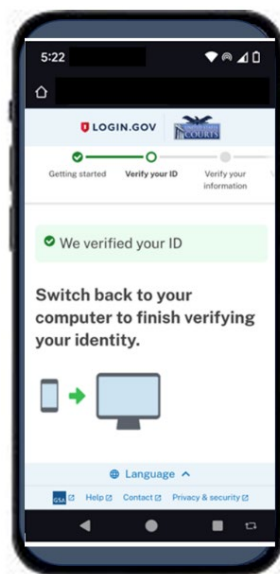 5:22
LOGIN.GOV
COURTS
Getting started
Verify your ID
Verify your
information
We verified your ID
Switch back to your
computer to finish verifying
your identity.
Language
GSA
Help
Contact
Privacy & security